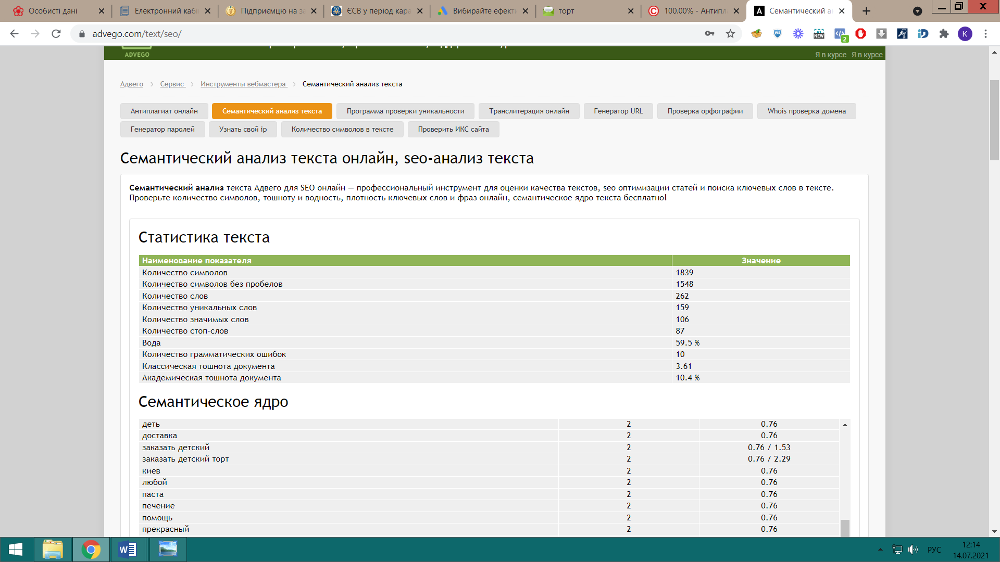 Особисті дані
Електронний кабі
Підприємцю на за
ЄСВ у період кара
Вибирайте ефект
торт
100.00% - Антипл
Семантический а
advego.com/text/seo/
NEW
2
K
ADVEGO
Я в курсе Я в курсе
Адвего > Сервис > Инструменты вебмастера > Семантический анализ текста
Антиплагиат онлайн Семантический анализ текста Программа проверки уникальности Транслитерация онлайн Генератор URL Проверка орфографии Whois проверка домена
Генератор паролей Узнать свой ip Количество символов в тексте Проверить ИКС сайта
Семантический анализ текста онлайн, seo-анализ текста
Семантический анализ текста Адвего для SEO онлайн — профессиональный инструмент для оценки качества текстов, seo оптимизации статей и поиска ключевых слов в тексте.
Проверьте количество символов, тошноту и водность, плотность ключевых слов и фраз онлайн, семантическое ядро текста бесплатно!
Статистика текста
Наименование показателя Значение
Количество символов 1839
Количество символов без пробелов 1548
Количество слов 262
Количество уникальных слов 159
Количество значимых слов 106
Количество стоп-слов 87
Вода 59.5 %
Количество грамматических ошибок 10
Классическая тошнота документа 3.61
Академическая тошнота документа 10.4 %
Семантическое ядро
деть 2 0.76
доставка 2 0.76
заказать детский 2 0.76 / 1.53
заказать детский торт 2 0.76 / 2.29
киев 2 0.76
любой 2 0.76
паста 2 0.76
печение 2 0.76
помощь 2 0.76
прекрасный 2 0.76
РУС
12:14
14.07.2021